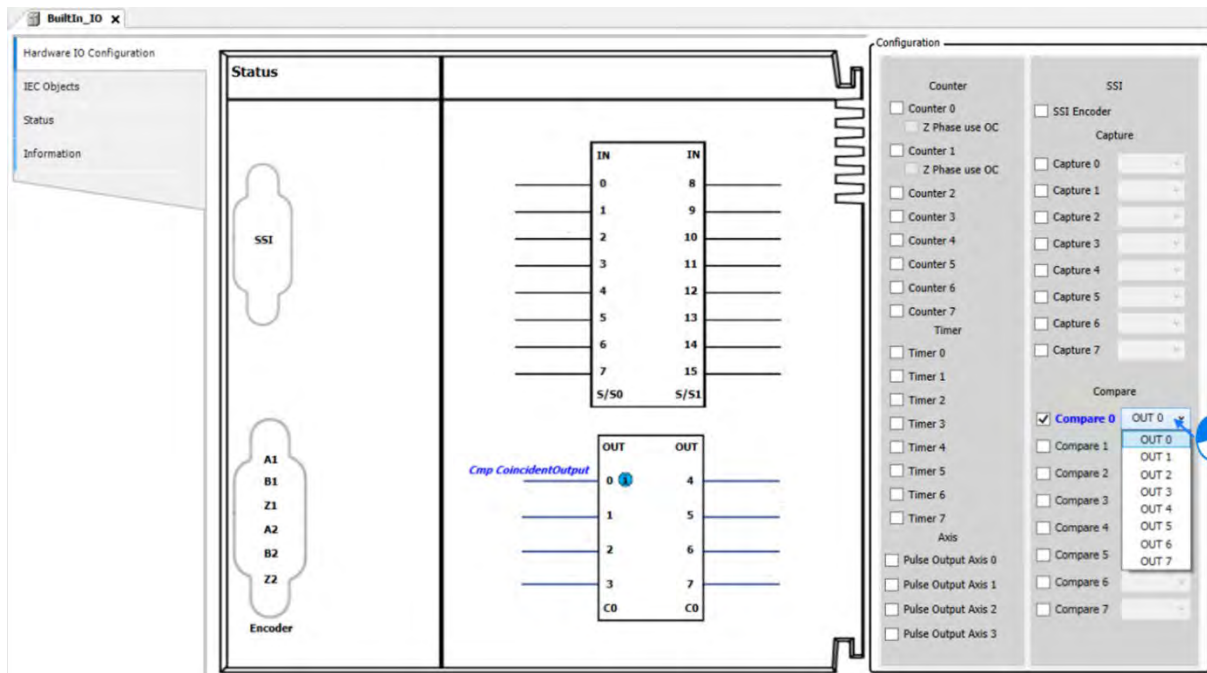 BuiltIn_IO
Hardware IO Configuration
IEC Objects
Status
Information
Status
SSI
A1
B1
Z1
A2
B2
Z2
Encoder
IN IN
0 8
1 9
2 10
3 11
4 12
5 13
6 14
7 15
S/S0 S/S1
OUT OUT
Cmp CoincidentOutput
0 1 4
1 5
2 6
3 7
C0 C0
Configuration
Counter
Counter 0
Z Phase use OC
Counter 1
Z Phase use OC
Counter 2
Counter 3
Counter 4
Counter 5
Counter 6
Counter 7
Timer
Timer 0
Timer 1
Timer 2
Timer 3
Timer 4
Timer 5
Timer 6
Timer 7
Axis
Pulse Output Axis 0
Pulse Output Axis 1
Pulse Output Axis 2
Pulse Output Axis 3
SSI
SSI Encoder
Capture
Capture 0
Capture 1
Capture 2
Capture 3
Capture 4
Capture 5
Capture 6
Capture 7
Compare
Compare 0 OUT 0
Compare 1
Compare 2
Compare 3
Compare 4
Compare 5
Compare 6
Compare 7
OUT 0
OUT 1
OUT 2
OUT 3
OUT 4
OUT 5
OUT 6
OUT 7